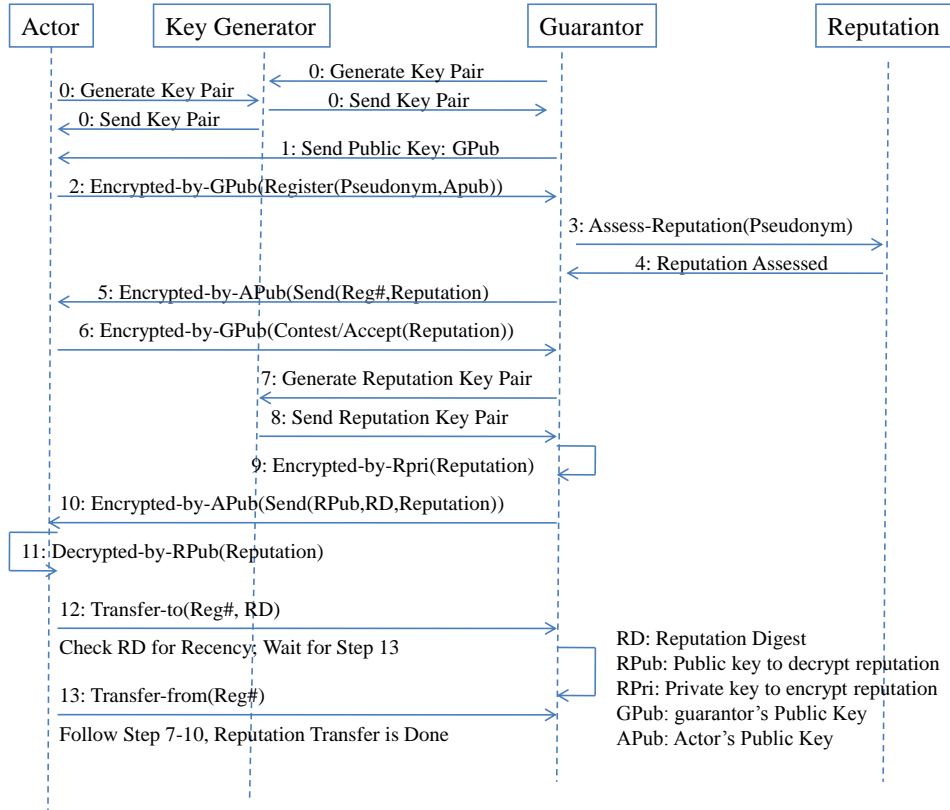 Actor
Key Generator
Guarantor
Reputation
0: Generate Key Pair
0: Generate Key Pair
0: Send Key Pair
0: Send Key Pair
1: Send Public Key: GPub
2: Encrypted-by-GPub(Register(Pseudonym,Apub))
3: Assess-Reputation(Pseudonym)
4: Reputation Assessed
5: Encrypted-by-APub(Send(Reg#,Reputation)
6: Encrypted-by-GPub(Contest/Accept(Reputation))
7: Generate Reputation Key Pair
8: Send Reputation Key Pair
9: Encrypted-by-Rpri(Reputation)
10: Encrypted-by-APub(Send(RPub,RD,Reputation))
11: Decrypted-by-RPub(Reputation)
12: Transfer-to(Reg#, RD)
Check RD for Recency, Wait for Step 13
13: Transfer-from(Reg#)
Follow Step 7-10, Reputation Transfer is Done
RD: Reputation Digest
RPub: Public key to decrypt reputation
RPri: Private key to encrypt reputation
GPub: guarantor's Public Key
APub: Actor's Public Key